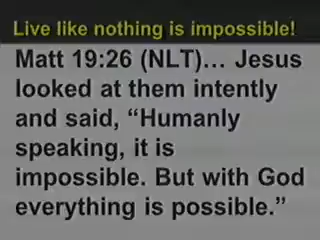 Live like nothing is impossible!
Matt 19:26 (NLT)… Jesus
looked at them intently
and said, “Humanly
speaking, it is
impossible. But with God
everything is possible.”